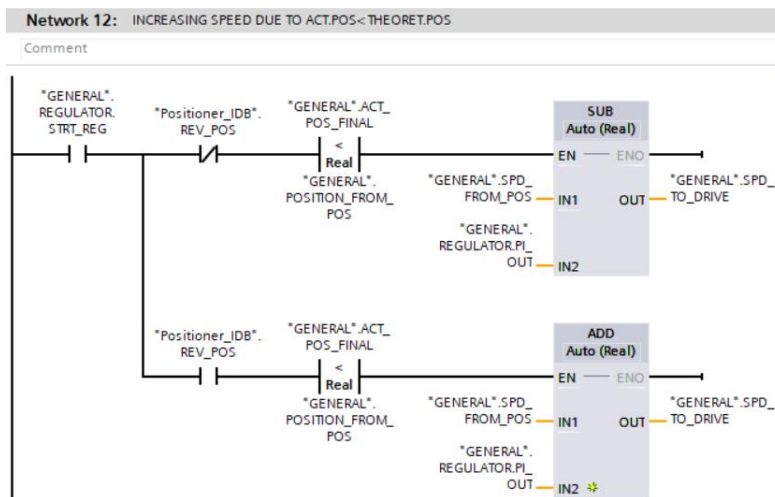 Network 12: INCREASING SPEED DUE TO ACT.POS<THEORET.POS
Comment
"GENERAL".
REGULATOR.
STRT_REG
"Positioner_IDB".
REV_POS
"GENERAL".ACT_
POS_FINAL
<
Real
"GENERAL".
POSITION_FROM_
POS
SUB
Auto (Real)
EN
ENO
"GENERAL".SPD_
FROM_POS
IN1
OUT
"GENERAL".SPD_
TO_DRIVE
"GENERAL".
REGULATOR.PI_
OUT
IN2
"Positioner_IDB".
REV_POS
"GENERAL".ACT_
POS_FINAL
<
Real
"GENERAL".
POSITION_FROM_
POS
ADD
Auto (Real)
EN
ENO
"GENERAL".SPD_
FROM_POS
IN1
OUT
"GENERAL".SPD_
TO_DRIVE
"GENERAL".
REGULATOR.PI_
OUT
IN2